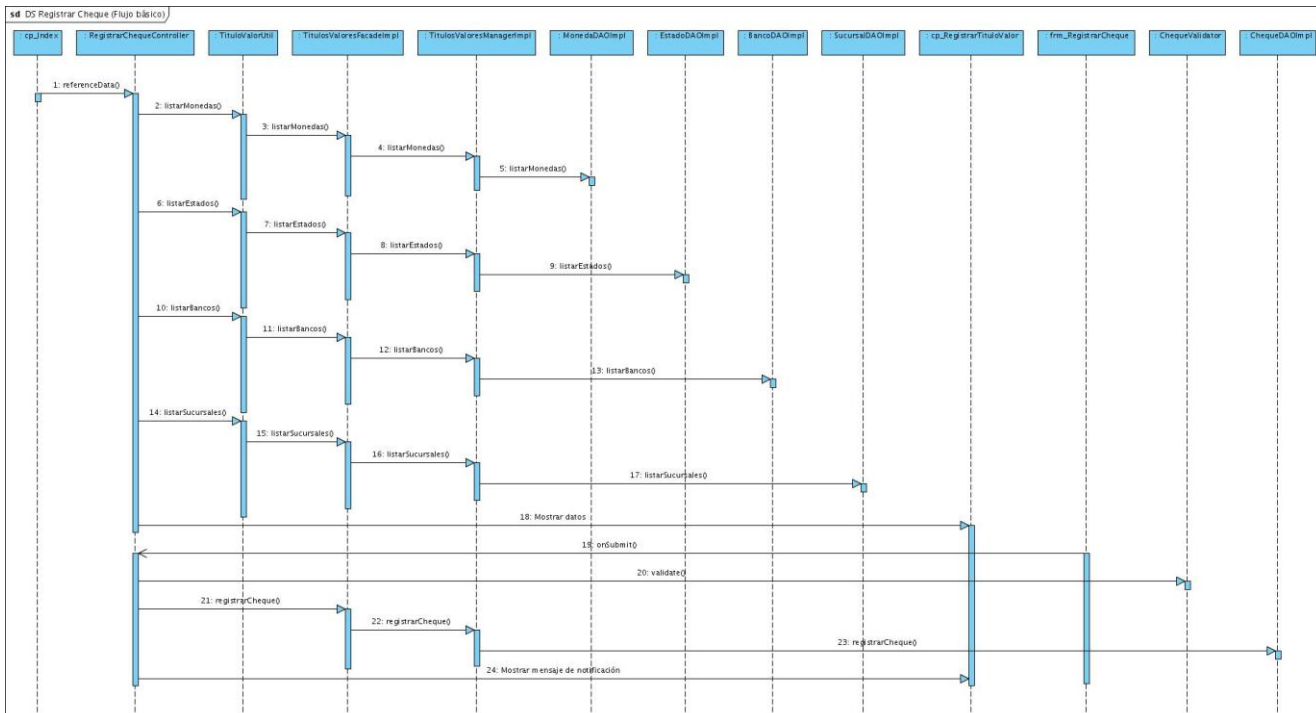 sd DS Registrar Cheque (Flujo básico)
: cp_Index
: RegistrarChequeController
: TituloValorUtil
: TitulosValoresFacadeImpl
: TitulosValoresManagerImpl
: MonedaDAOImpl
: EstadoDAOImpl
: BancoDAOImpl
: SucursalDAOImpl
: cp_RegistrarTituloValor
: frm_RegistrarCheque
: ChequeValidator
: ChequeDAOImpl
1: referenceData()
2: listarMonedas()
3: listarMonedas()
4: listarMonedas()
5: listarMonedas()
6: listarEstados()
7: listarEstados()
8: listarEstados()
9: listarEstados()
10: listarBancos()
11: listarBancos()
12: listarBancos()
13: listarBancos()
14: listarSucursales()
15: listarSucursales()
16: listarSucursales()
17: listarSucursales()
18: Mostrar datos
19: onSubmit()
20: validate()
21: registrarCheque()
22: registrarCheque()
23: registrarCheque()
24: Mostrar mensaje de notificación